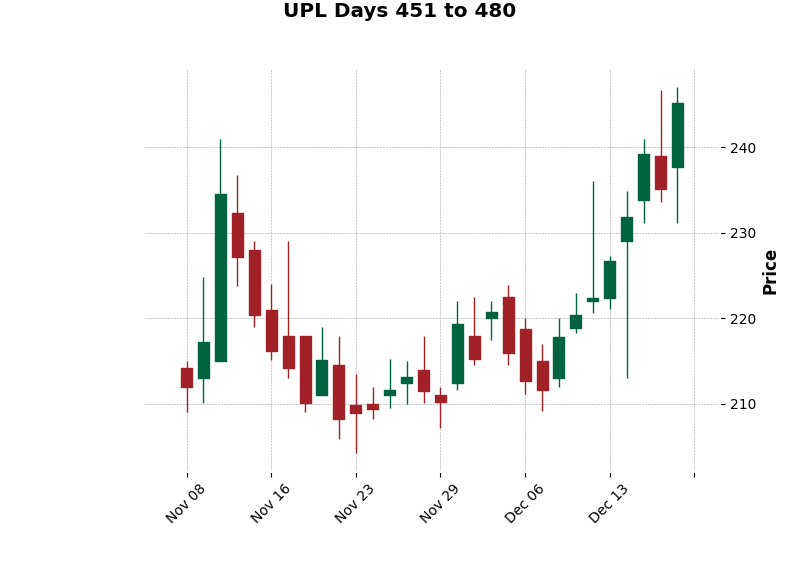 UPL Days 451 to 480
240
230
220
210
Price
Nov 08
Nov 16
Nov 23
Nov 29
Dec 06
Dec 13